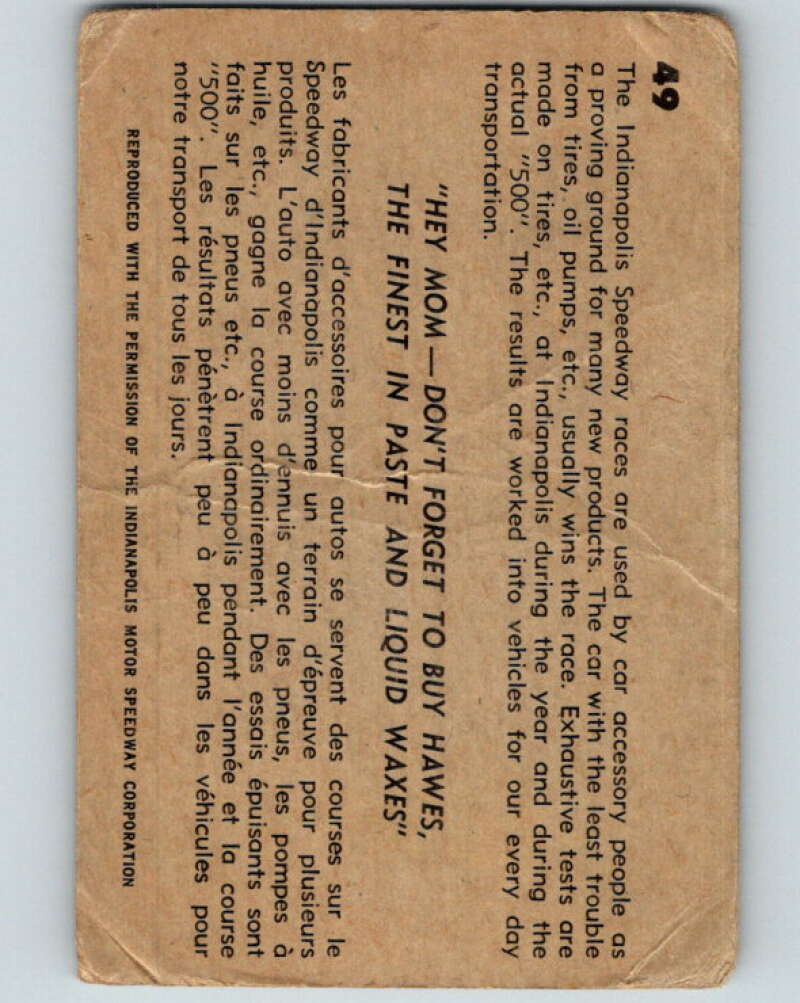 49
The Indianapolis Speedway races are used by car accessory people as
a proving ground for many new products. The car with the least trouble
from tires, oil pumps, etc., usually wins the race. Exhaustive tests are
made on tires, etc., at Indianapolis during the year and during the
actual "500". The results are worked into vehicles for our every day
transportation.
"HEY MOM — DON'T FORGET TO BUY HAWES,
THE FINEST IN PASTE AND LIQUID WAXES"
Les fabricants d'accessoires pour autos se servent des courses sur le
Speedway d'Indianapolis comme un terrain d'épreuve pour plusieurs
produits. L'auto avec moins d'ennuis avec les pneus, les pompes à
huile, etc., gagne la course ordinairement. Des essais épuisants sont
faits sur les pneus etc., à Indianapolis pendant l'année et la course
"500". Les résultats pénètrent peu à peu dans les véhicules pour
notre transport de tous les jours.
REPRODUCED WITH THE PERMISSION OF THE INDIANAPOLIS MOTOR SPEEDWAY CORPORATION